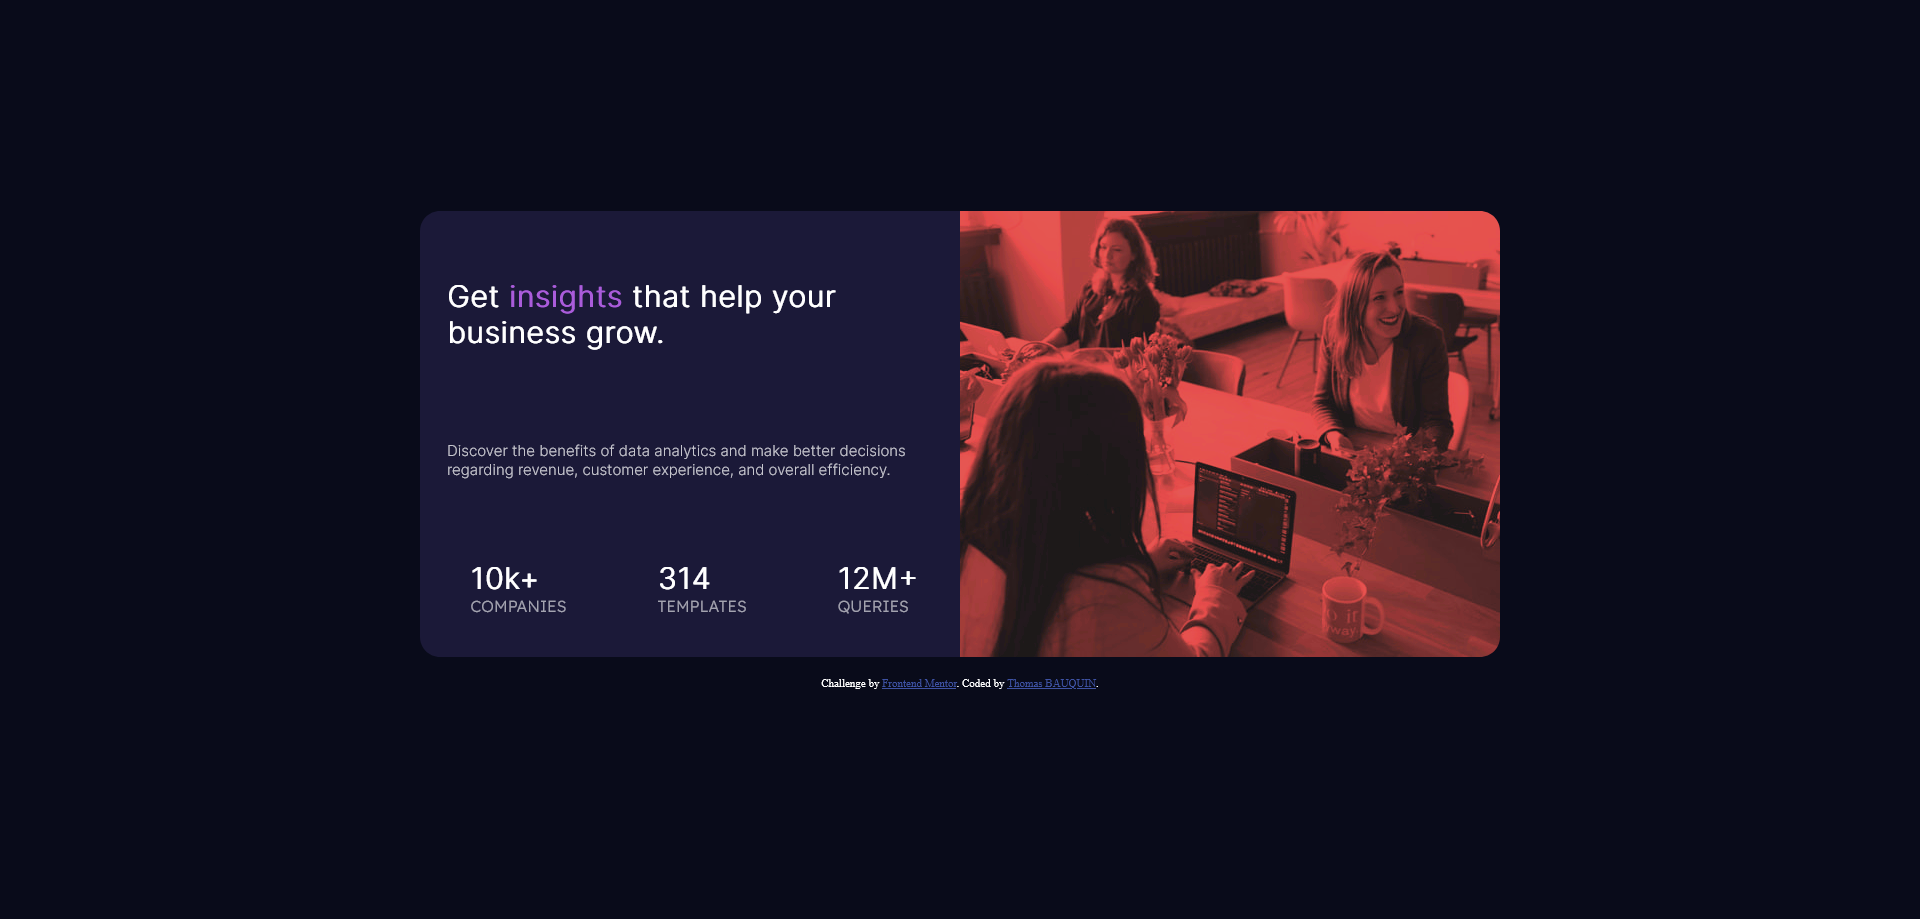 Get insights that help your
business grow.
Discover the benefits of data analytics and make better decisions
regarding revenue, customer experience, and overall efficiency.
10k+ 314 12M+
COMPANIES TEMPLATES QUERIES
Challenge by Frontend Mentor. Coded by Thomas BAUQUIN.